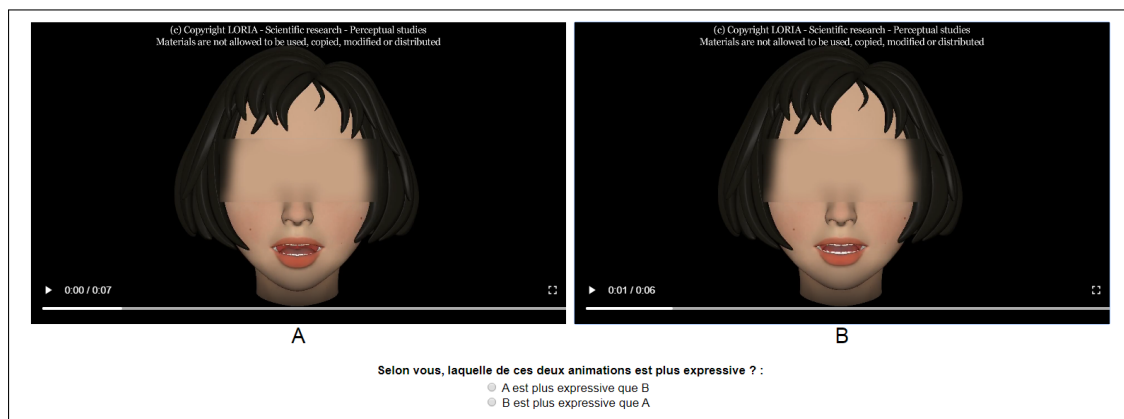 (c) Copyright LORIA - Scientific research - Perceptual studies
Materials are not allowed to be used, copied, modified or distributed
(c) Copyright LORIA - Scientific research - Perceptual studies
Materials are not allowed to be used, copied, modified or distributed
0:00 / 0:07
0:01 / 0:06
A
B
Selon vous, laquelle de ces deux animations est plus expressive ? :
A est plus expressive que B
B est plus expressive que A